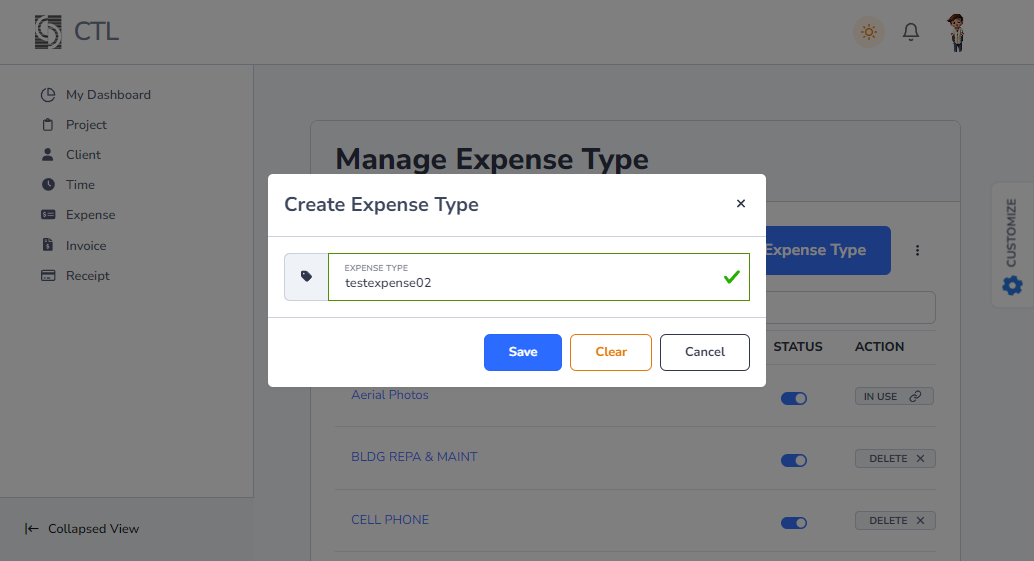 CTL
My Dashboard
Project
Client
Time
Expense
Invoice
Receipt
Collapsed View
Manage Expense Type
Create Expense Type
EXPENSE TYPE
testexpense02
Save
Clear
Cancel
Expense Type
STATUS
ACTION
Aerial Photos
IN USE
BLDG REPA & MAINT
DELETE
CELL PHONE
DELETE
CUSTOMIZE